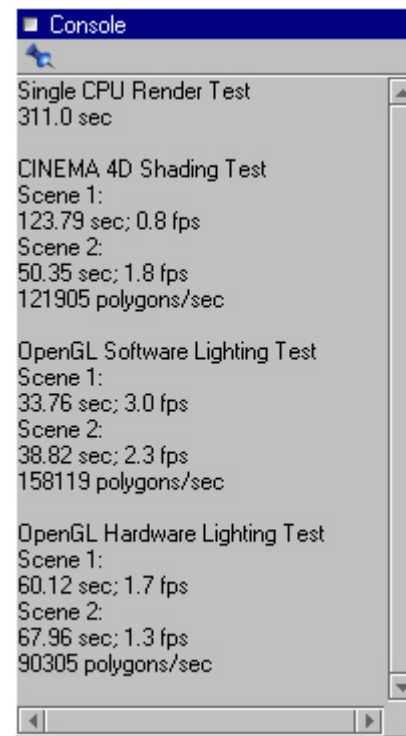 Console
Single CPU Render Test
311.0 sec
CINEMA 4D Shading Test
Scene 1:
123.79 sec; 0.8 fps
Scene 2:
50.35 sec; 1.8 fps
121905 polygons/sec
OpenGL Software Lighting Test
Scene 1:
33.76 sec; 3.0 fps
Scene 2:
38.82 sec; 2.3 fps
158119 polygons/sec
OpenGL Hardware Lighting Test
Scene 1:
60.12 sec; 1.7 fps
Scene 2:
67.96 sec; 1.3 fps
90305 polygons/sec